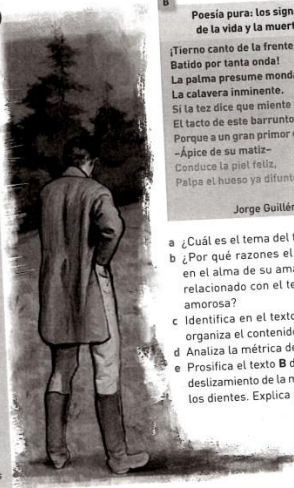 B
Poesía pura: los sign
de la vida y la muert
¡Tierno canto de la frente
Batido por tanta onda!
La palma presume monda
La calavera inminente.
Si la tez dice que miente
El tacto de este barrunto
Porque a un gran primor
–Ápice de su matiz–
Conduce la piel feliz,
Palpa el hueso ya difunto
Jorge Guillén
a ¿Cuál es el tema del
b ¿Por qué razones el
en el alma de su ama
relacionado con el te
amorosa?
c Identifica en el texto
organiza el contenido
d Analiza la métrica de
e Prosifica el texto B d
deslizamiento de la m
los dientes. Explica
s